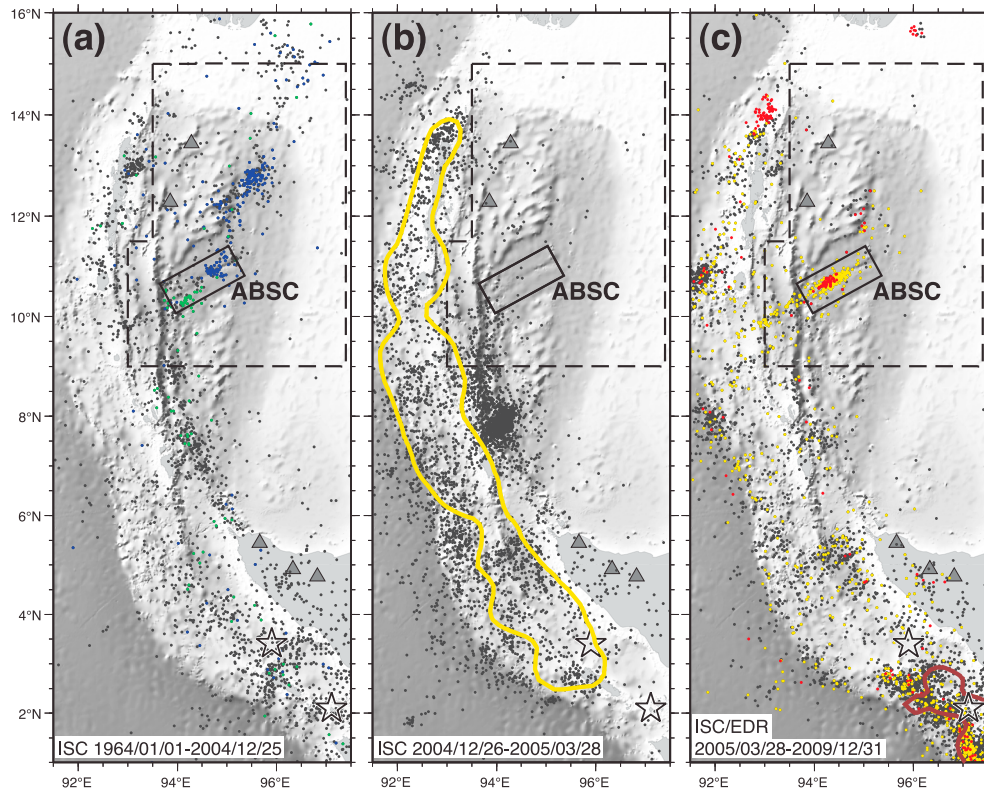 (a)
(b)
(c)
16°N
14°N
12°N
10°N
8°N
6°N
4°N
2°N
ABSC
ABSC
ABSC
ISC 1964/01/01-2004/12/25
ISC 2004/12/26-2005/03/28
ISC/EDR
2005/03/28-2009/12/31
92°E
94°E
96°E
92°E
94°E
96°E
92°E
94°E
96°E